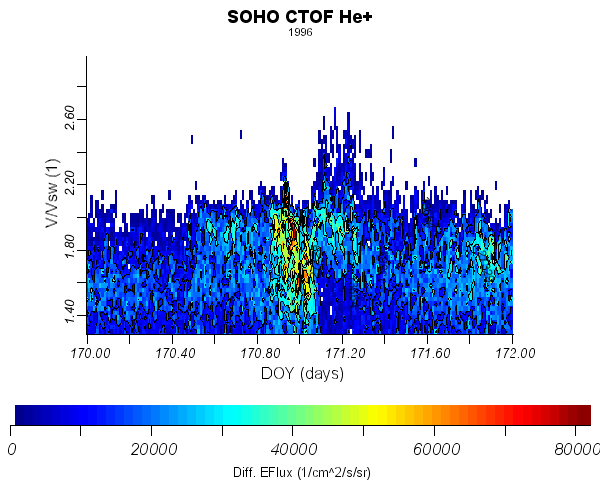 SOHO CTOF He+
1996
V/Vsw (1)
2.60
2.20
1.80
1.40
170.00 170.40 170.80 171.20 171.60 172.00
DOY (days)
0 20000 40000 60000 80000
Diff. EFlux (1/cm^2/s/sr)